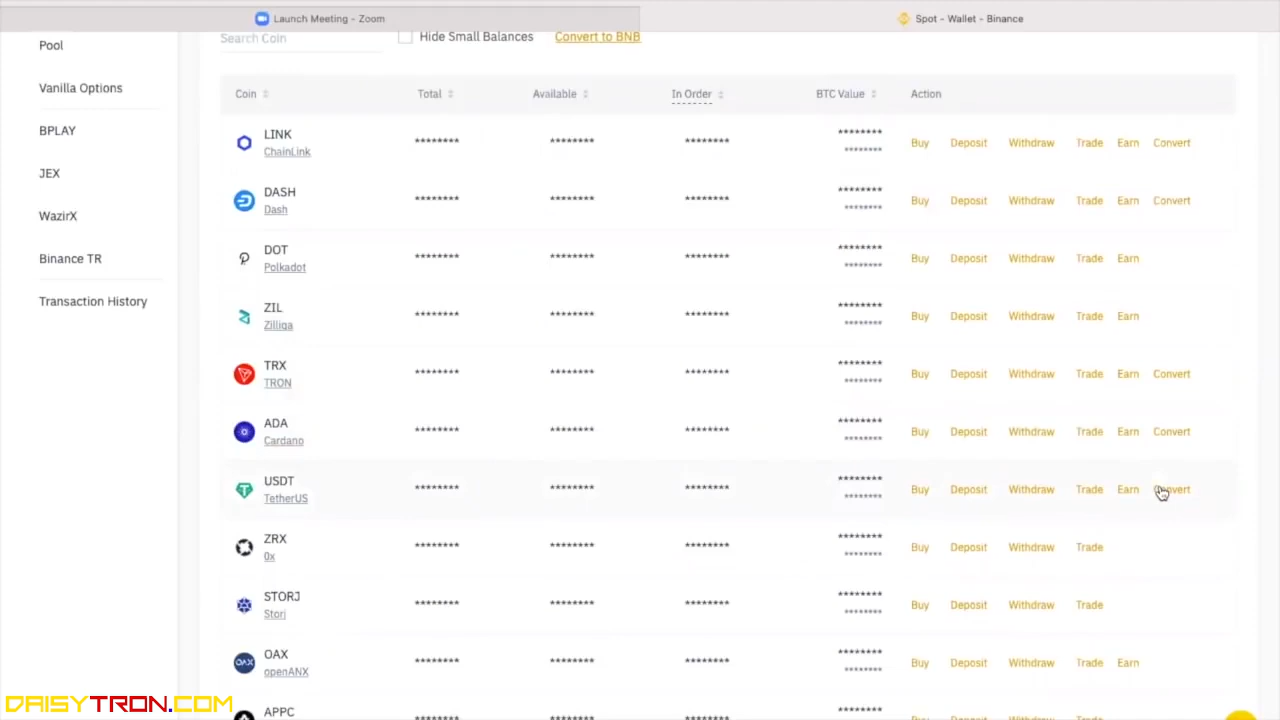 Launch Meeting - Zoom
Spot - Wallet - Binance
Pool
Vanilla Options
BPLAY
JEX
WazirX
Binance TR
Transaction History
Search Coin
Hide Small Balances
Convert to BNB
Coin Total Available In Order BTC Value Action
LINK
ChainLink
******** ******** ******** ********
********
Buy Deposit Withdraw Trade Earn Convert
DASH
Dash
******** ******** ******** ********
********
Buy Deposit Withdraw Trade Earn Convert
DOT
Polkadot
******** ******** ******** ********
********
Buy Deposit Withdraw Trade Earn
ZIL
Zilliqa
******** ******** ******** ********
********
Buy Deposit Withdraw Trade Earn
TRX
TRON
******** ******** ******** ********
********
Buy Deposit Withdraw Trade Earn Convert
ADA
Cardano
******** ******** ******** ********
********
Buy Deposit Withdraw Trade Earn Convert
USDT
TetherUS
******** ******** ******** ********
********
Buy Deposit Withdraw Trade Earn Convert
ZRX
0x
******** ******** ******** ********
********
Buy Deposit Withdraw Trade
STORJ
Storj
******** ******** ******** ********
********
Buy Deposit Withdraw Trade
OAX
openANX
******** ******** ******** ********
********
Buy Deposit Withdraw Trade Earn
APPC
********
DAISYTRON.COM